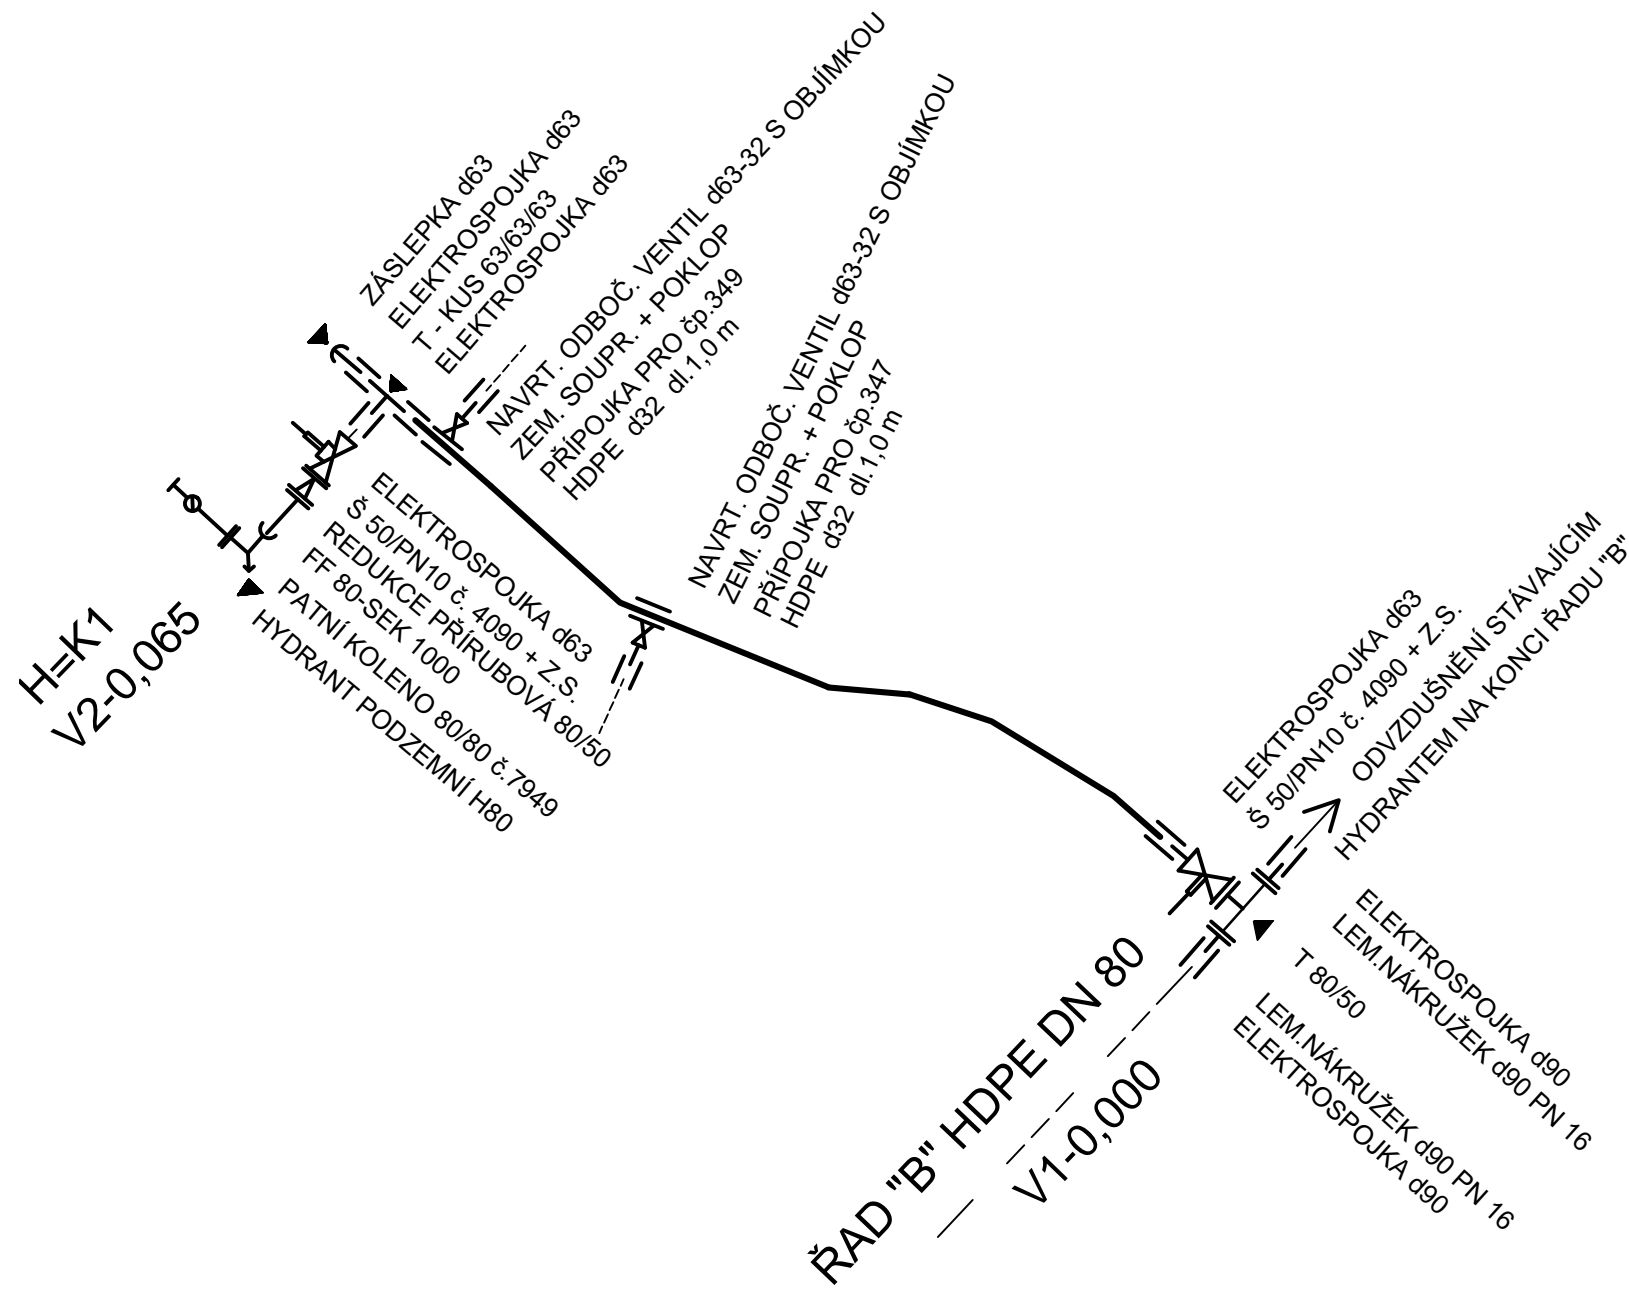 ZÁSLEPKA d63
ELEKTROSPOJKA d63
T - KUS 63/63/63
ELEKTROSPOJKA d63
NAVRT. ODBOČ. VENTIL d63-32 S OBJÍMKOU
ZEM. SOUPR. + POKLOP
PŘÍPOJKA PRO čp.349
HDPE d32 dl.1,0 m
NAVRT. ODBOČ. VENTIL d63-32 S OBJÍMKOU
ZEM. SOUPR. + POKLOP
PŘÍPOJKA PRO čp.347
HDPE d32 dl.1,0 m
ELEKTROSPOJKA d63
Š 50/PN10 č. 4090 + Z.S.
REDUKCE PŘÍRUBOVÁ 80/50
FF 80-SEK 1000
PATNÍ KOLENO 80/80 č.7949
HYDRANT PODZEMNÍ H80
H=K1
V2-0,065
ELEKTROSPOJKA d63
Š 50/PN10 č. 4090 + Z.S.
ODVZDUŠNĚNÍ STÁVAJÍCÍM
HYDRANTEM NA KONCI ŘADU "B"
ELEKTROSPOJKA d90
LEM.NÁKRUŽEK d90 PN 16
T 80/50
LEM.NÁKRUŽEK d90 PN 16
ELEKTROSPOJKA d90
ŘAD "B" HDPE DN 80
V1-0,000